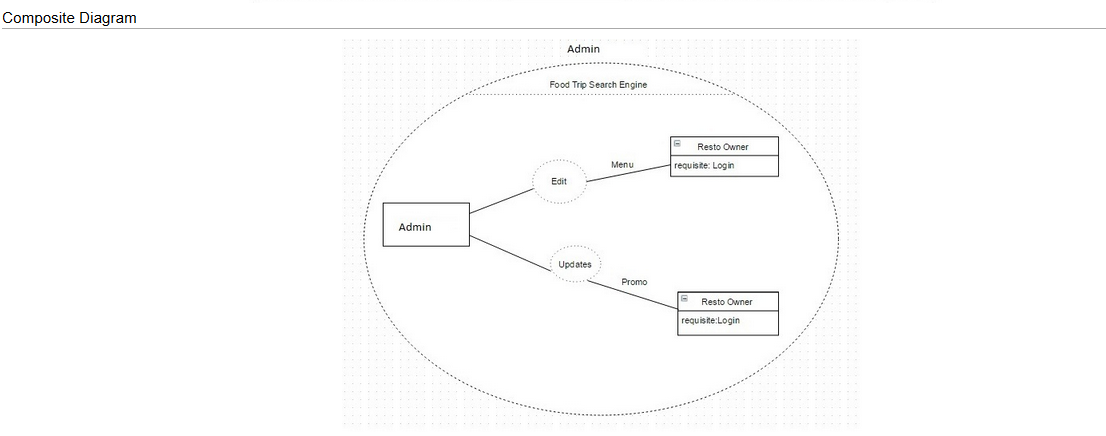 Composite Diagram
Admin
Food Trip Search Engine
Resto Owner
Menu
requisite: Login
Edit
Admin
Updates
Promo
Resto Owner
requisite:Login